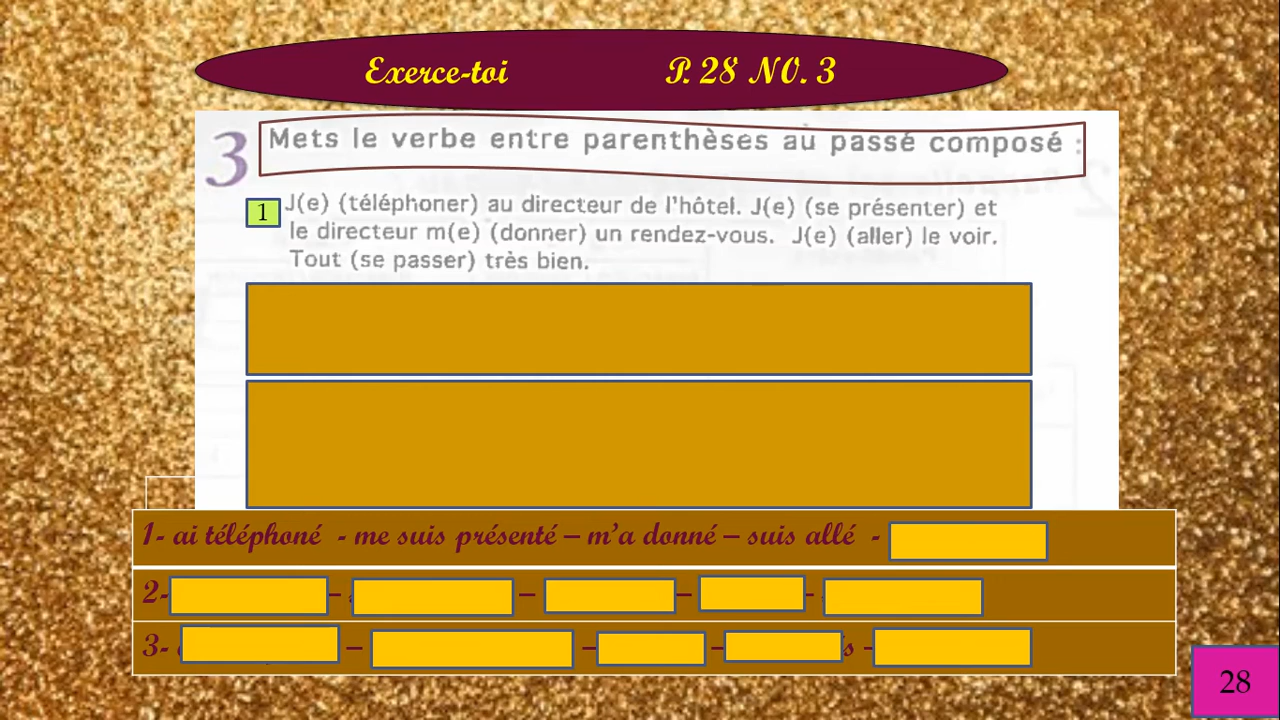 Exerce-toi P. 28 NO. 3
3 Mets le verbe entre parenthèses au passé composé :
1 J(e) (téléphoner) au directeur de l'hôtel. J(e) (se présenter) et
le directeur m(e) (donner) un rendez-vous. J(e) (aller) le voir.
Tout (se passer) très bien.
1- ai téléphoné - me suis présenté – m'a donné – suis allé -
2- – – – -
3- – – – s –
28